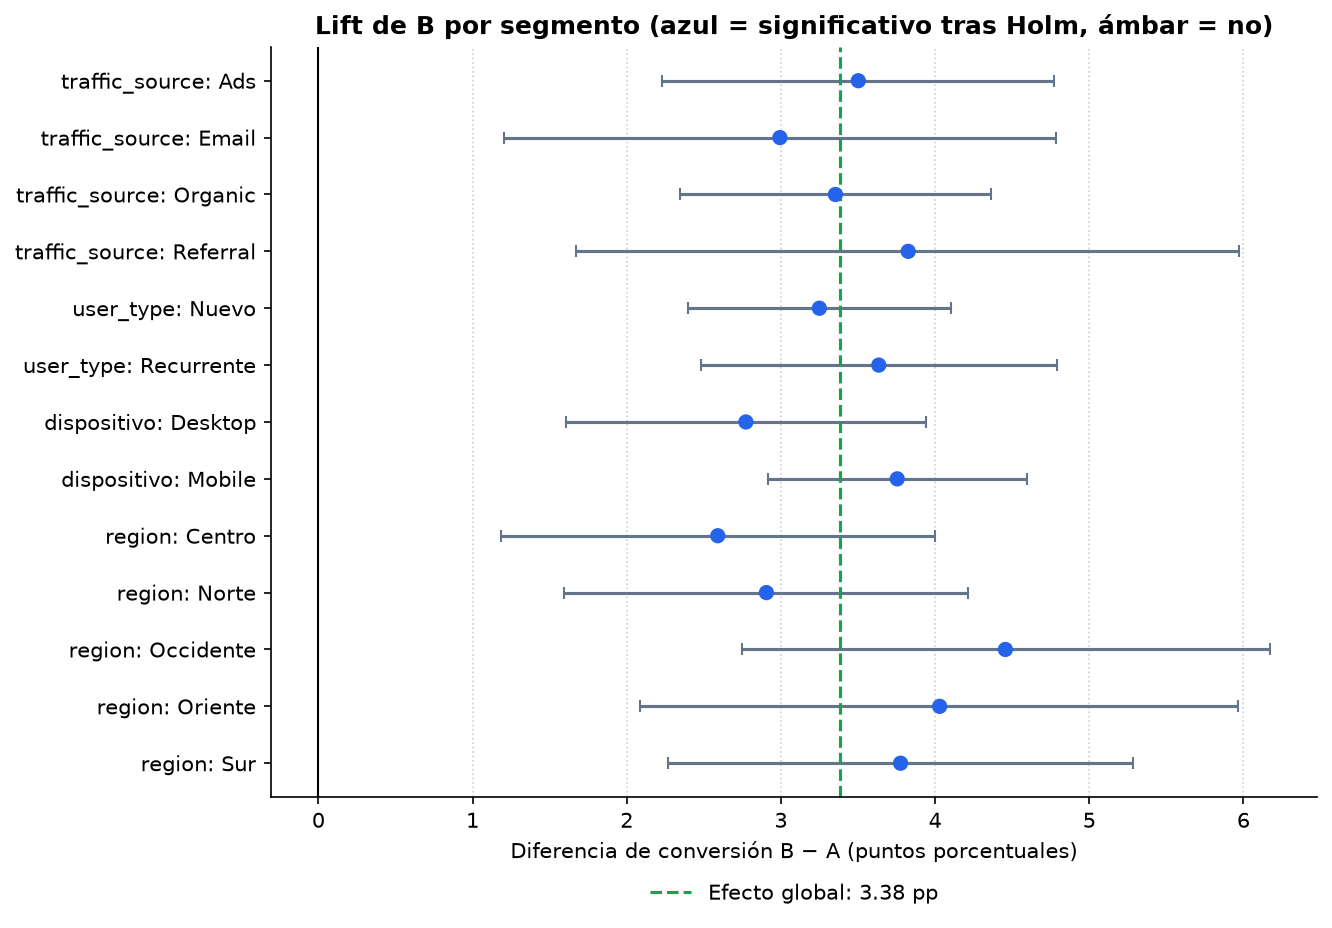 Lift de B por segmento (azul = significativo tras Holm, ámbar = no)
traffic_source: Ads
traffic_source: Email
traffic_source: Organic
traffic_source: Referral
user_type: Nuevo
user_type: Recurrente
dispositivo: Desktop
dispositivo: Mobile
region: Centro
region: Norte
region: Occidente
region: Oriente
region: Sur
0 1 2 3 4 5 6
Diferencia de conversión B − A (puntos porcentuales)
Efecto global: 3.38 pp